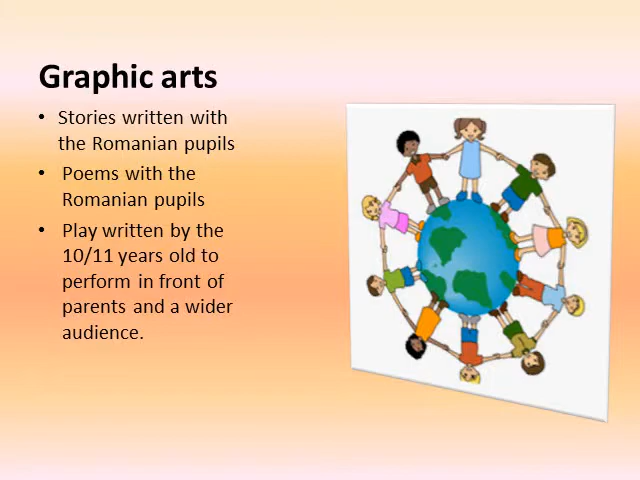 Graphic arts
• Stories written with
the Romanian pupils
• Poems with the
Romanian pupils
• Play written by the
10/11 years old to
perform in front of
parents and a wider
audience.